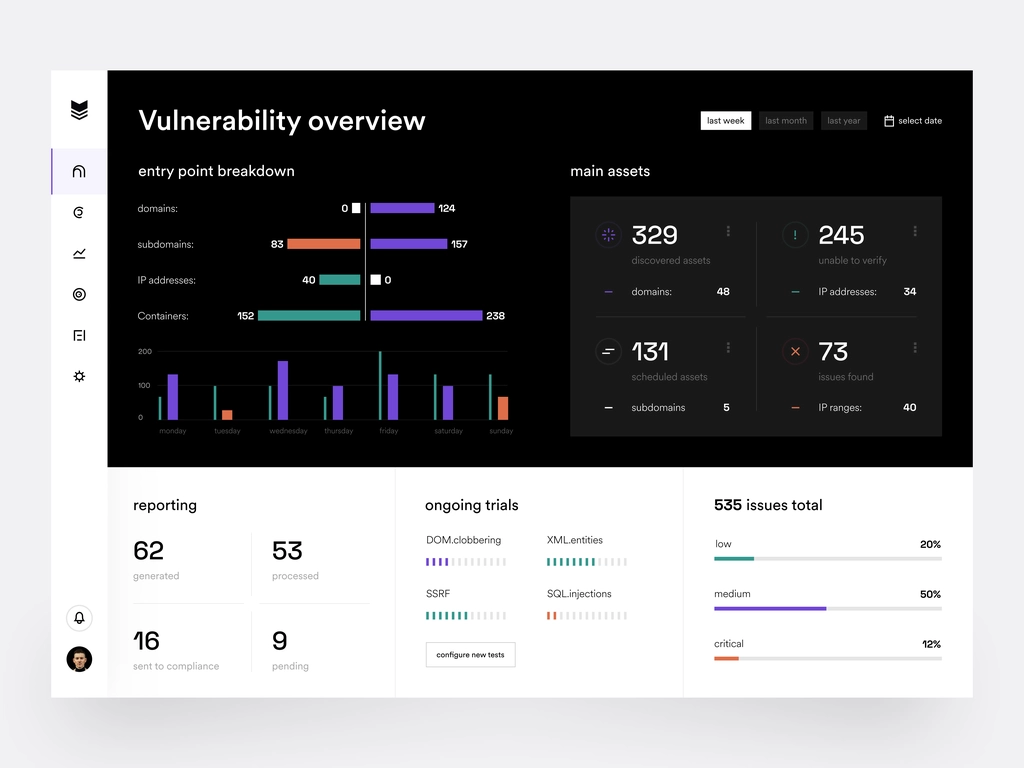 Vulnerability overview
last week last month last year select date
entry point breakdown
domains: 0 124
subdomains: 83 157
IP addresses: 40 0
Containers: 152 238
200
100
0
monday tuesday wednesday thursday friday saturday sunday
main assets
329
discovered assets
domains: 48
245
unable to verify
IP addresses: 34
131
scheduled assets
subdomains 5
73
issues found
IP ranges: 40
reporting
62
generated
53
processed
16
sent to compliance
9
pending
ongoing trials
DOM.clobbering
XML.entities
SSRF
SQL.injections
configure new tests
535 issues total
low 20%
medium 50%
critical 12%